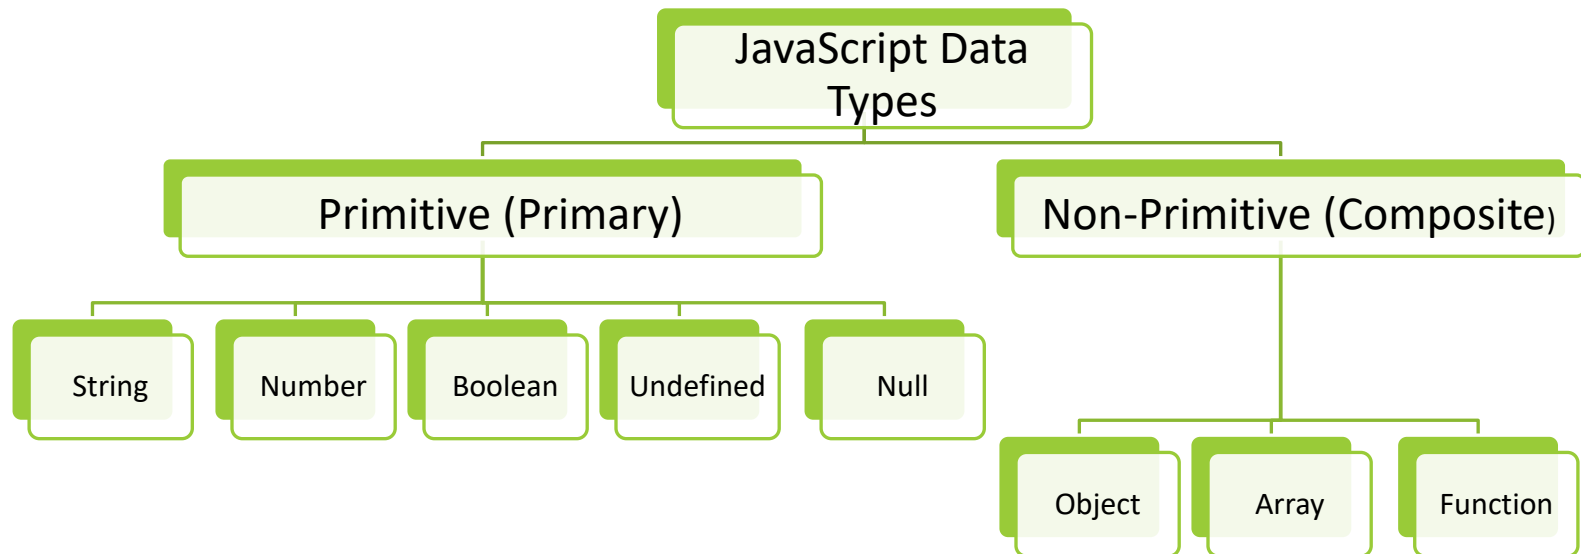 JavaScript Data
Types
Primitive (Primary)
Non-Primitive (Composite)
String
Number
Boolean
Undefined
Null
Object
Array
Function